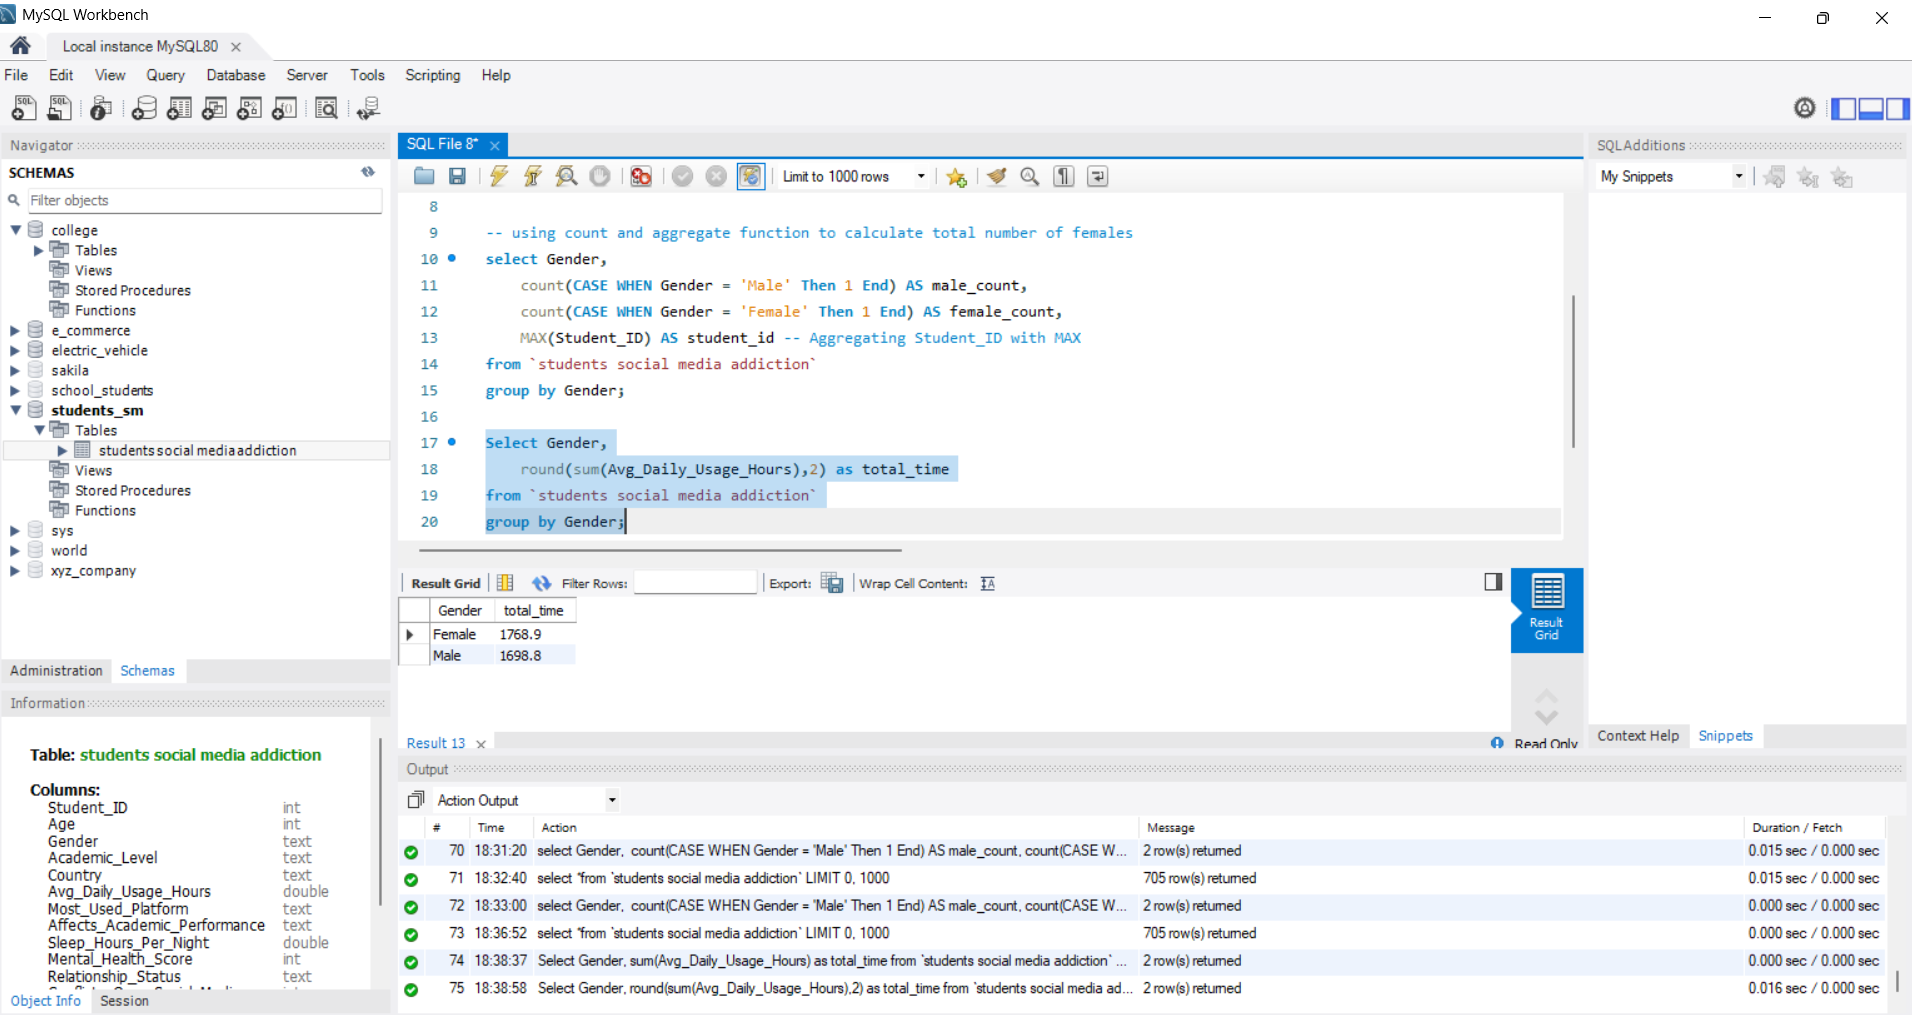 MySQL Workbench
Local instance MySQL80
File Edit View Query Database Server Tools Scripting Help
Navigator
SCHEMAS
Filter objects
college
Tables
Views
Stored Procedures
Functions
e_commerce
electric_vehicle
sakila
school_students
students_sm
Tables
students social media addiction
Views
Stored Procedures
Functions
sys
world
xyz_company
Administration Schemas
Information
Table: students social media addiction
Columns:
Student_ID int
Age int
Gender text
Academic_Level text
Country text
Avg_Daily_Usage_Hours double
Most_Used_Platform text
Affects_Academic_Performance text
Sleep_Hours_Per_Night double
Mental_Health_Score int
Relationship_Status text
Object Info Session
SQL File 8*
Limit to 1000 rows
8
9 -- using count and aggregate function to calculate total number of females
10 select Gender,
11 count(CASE WHEN Gender = 'Male' Then 1 End) AS male_count,
12 count(CASE WHEN Gender = 'Female' Then 1 End) AS female_count,
13 MAX(Student_ID) AS student_id -- Aggregating Student_ID with MAX
14 from `students social media addiction`
15 group by Gender;
16
17 Select Gender,
18 round(sum(Avg_Daily_Usage_Hours),2) as total_time
19 from `students social media addiction`
20 group by Gender;
Result Grid Filter Rows: Export: Wrap Cell Content:
Gender total_time
Female 1768.9
Male 1698.8
Result Grid
Result 13 Read Only
SQLAdditions
My Snippets
Context Help Snippets
Output
Action Output
# Time Action Message Duration / Fetch
70 18:31:20 select Gender, count(CASE WHEN Gender = 'Male' Then 1 End) AS male_count, count(CASE W... 2 row(s) returned 0.015 sec / 0.000 sec
71 18:32:40 select *from `students social media addiction` LIMIT 0, 1000 705 row(s) returned 0.015 sec / 0.000 sec
72 18:33:00 select Gender, count(CASE WHEN Gender = 'Male' Then 1 End) AS male_count, count(CASE W... 2 row(s) returned 0.000 sec / 0.000 sec
73 18:36:52 select *from `students social media addiction` LIMIT 0, 1000 705 row(s) returned 0.000 sec / 0.000 sec
74 18:38:37 Select Gender, sum(Avg_Daily_Usage_Hours) as total_time from `students social media addiction` ... 2 row(s) returned 0.000 sec / 0.000 sec
75 18:38:58 Select Gender, round(sum(Avg_Daily_Usage_Hours),2) as total_time from `students social media ad... 2 row(s) returned 0.016 sec / 0.000 sec